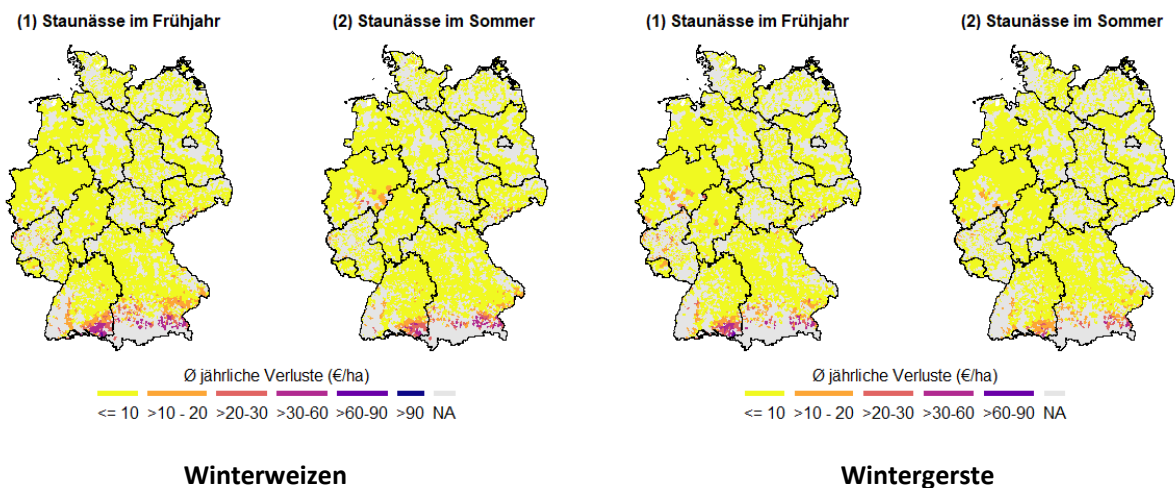 (1) Staunässe im Frühjahr
(2) Staunässe im Sommer
(1) Staunässe im Frühjahr
(2) Staunässe im Sommer
Ø jährliche Verluste (€/ha)
<= 10 >10 - 20 >20-30 >30-60 >60-90 >90 NA
Ø jährliche Verluste (€/ha)
<= 10 >10 - 20 >20-30 >30-60 >60-90 NA
Winterweizen
Wintergerste